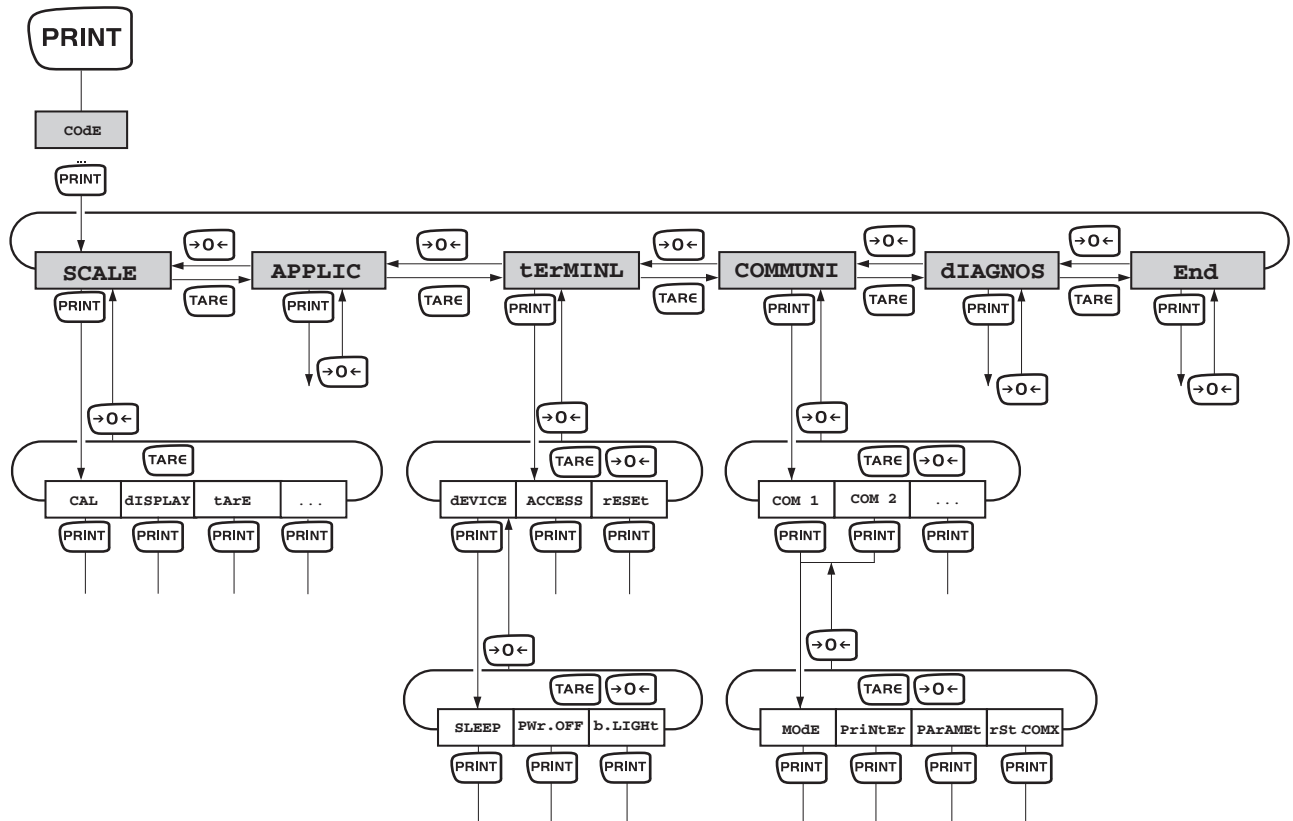 PRINT
COdE
...
PRINT
→0← →0← →0← →0← →0←
SCALE APPLIC tErMINL COMMUNI dIAGNOS End
TARE TARE TARE TARE TARE
PRINT PRINT PRINT PRINT PRINT PRINT
→0← →0← →0←
→0← →0← →0←
TARE TARE →0← TARE →0←
CAL dISPLAY tArE ... dEVICE ACCESS rESEt COM 1 COM 2 ...
PRINT PRINT PRINT PRINT PRINT PRINT PRINT PRINT PRINT PRINT
→0← →0←
TARE →0← TARE →0←
SLEEP PWr.OFF b.LIGHt MOdE PriNtEr PArAMEt rSt.COMX
PRINT PRINT PRINT PRINT PRINT PRINT PRINT